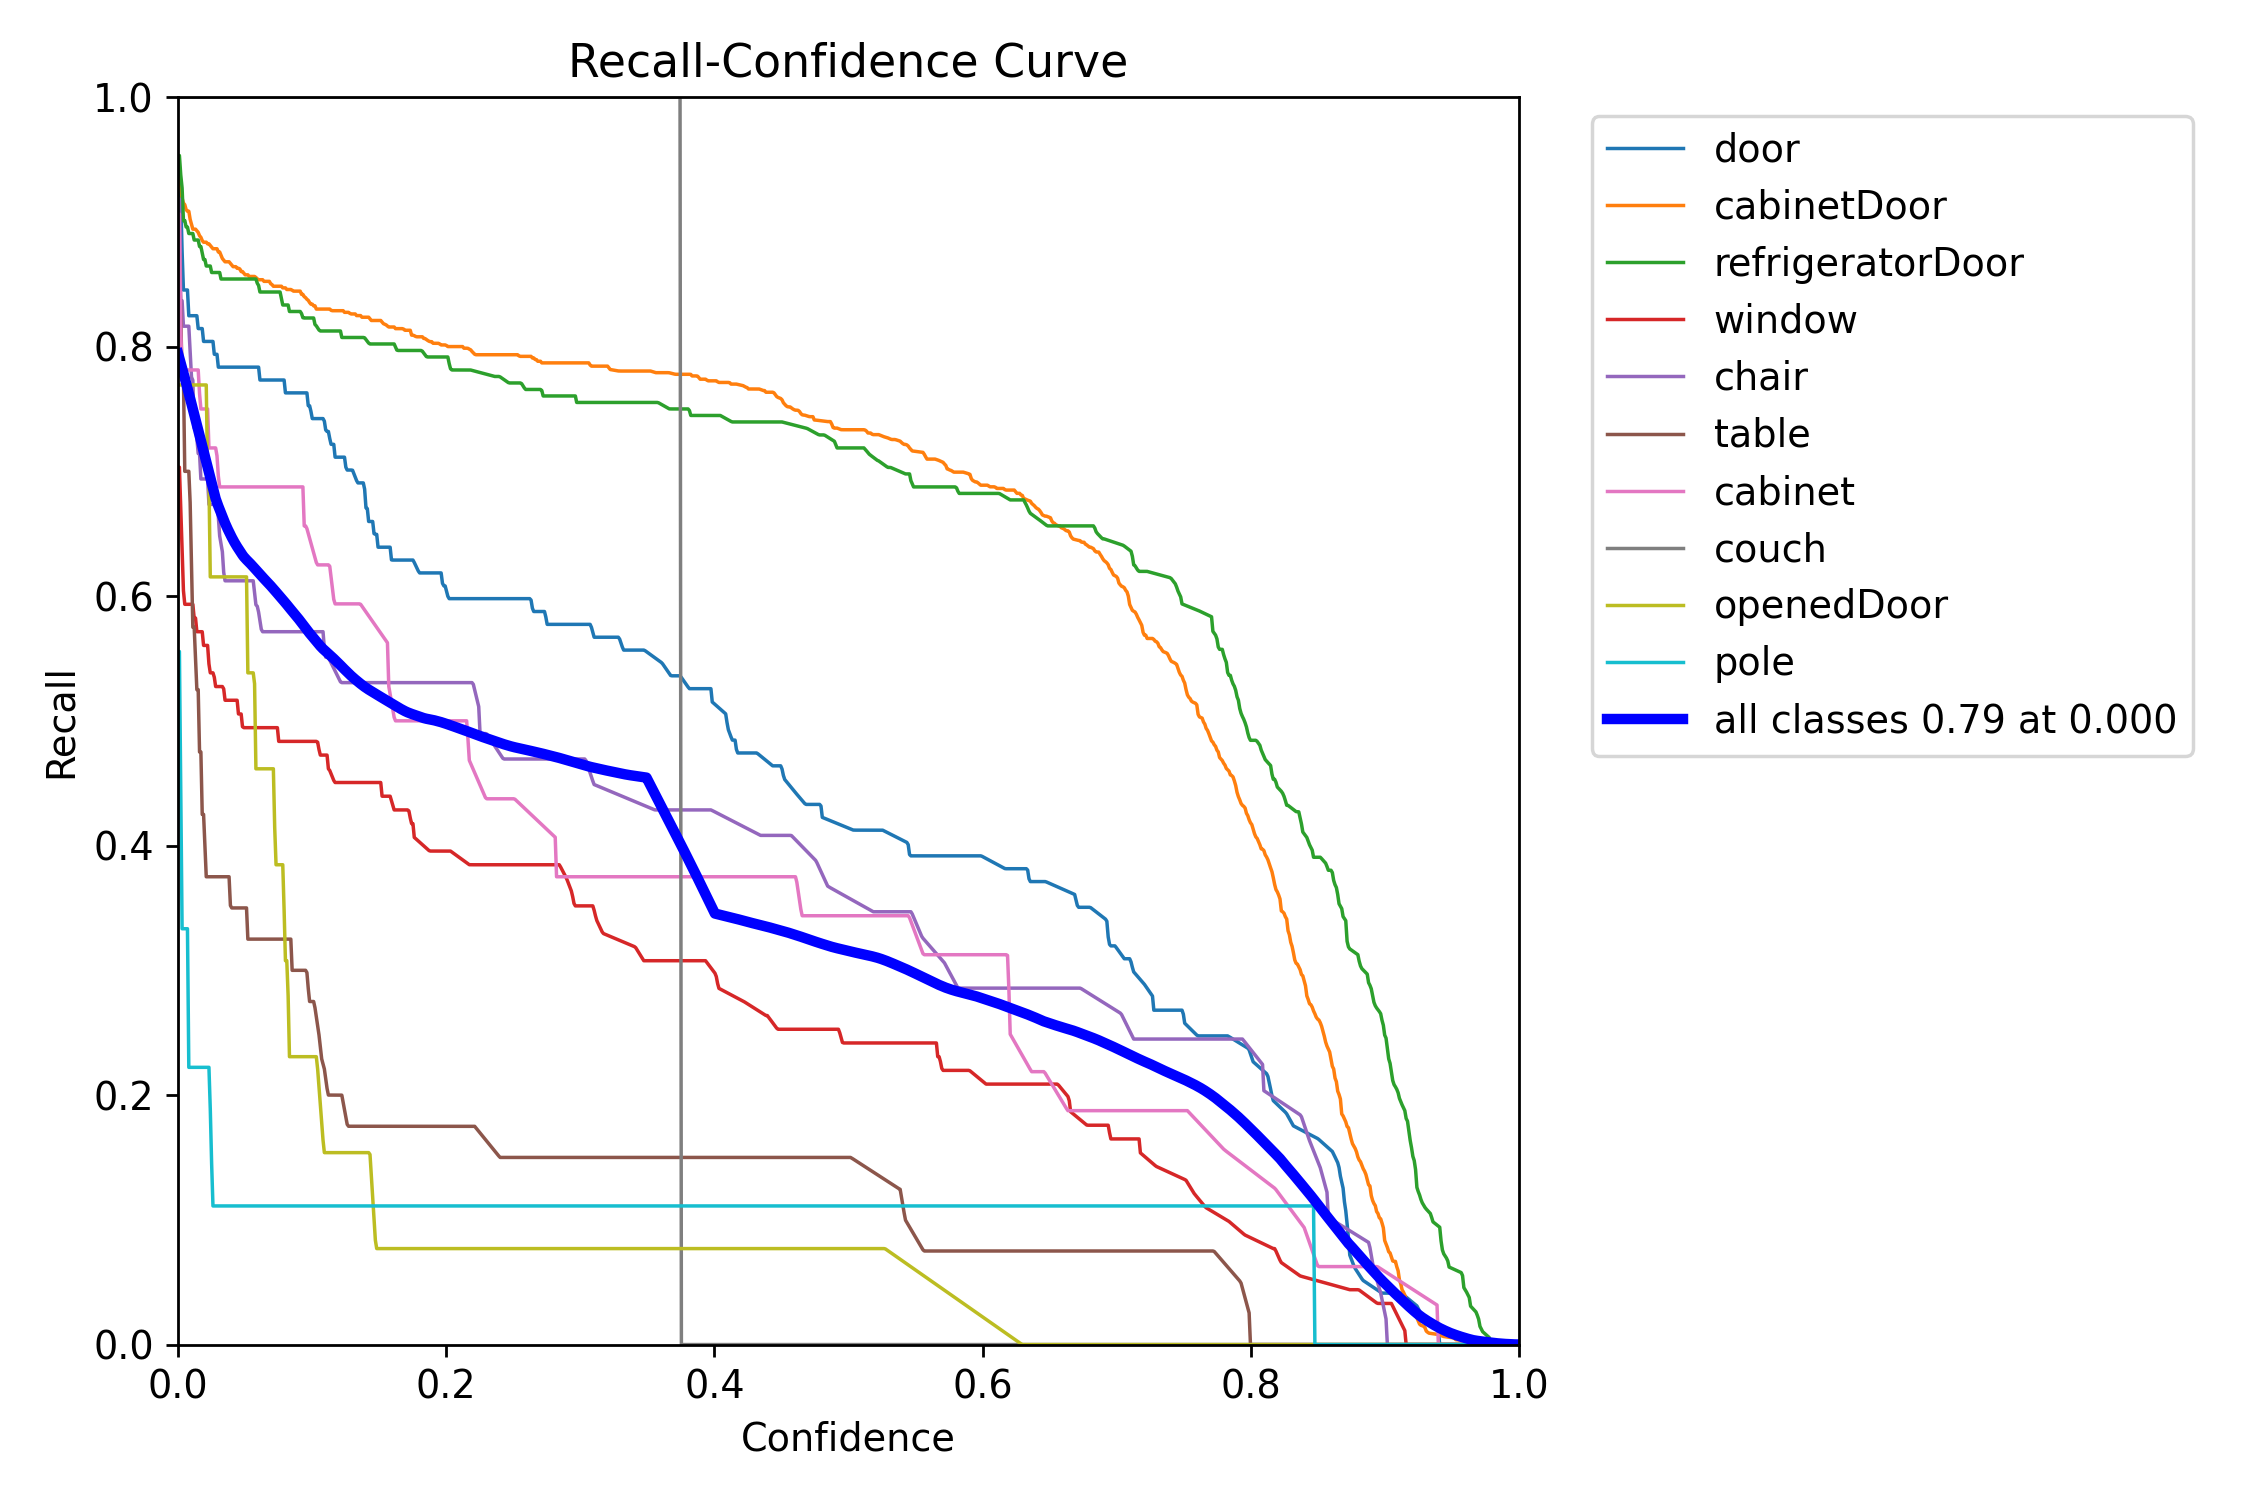 Recall-Confidence Curve
1.0
0.8
0.6
0.4
0.2
0.0
Recall
0.0 0.2 0.4 0.6 0.8 1.0
Confidence
door
cabinetDoor
refrigeratorDoor
window
chair
table
cabinet
couch
openedDoor
pole
all classes 0.79 at 0.000